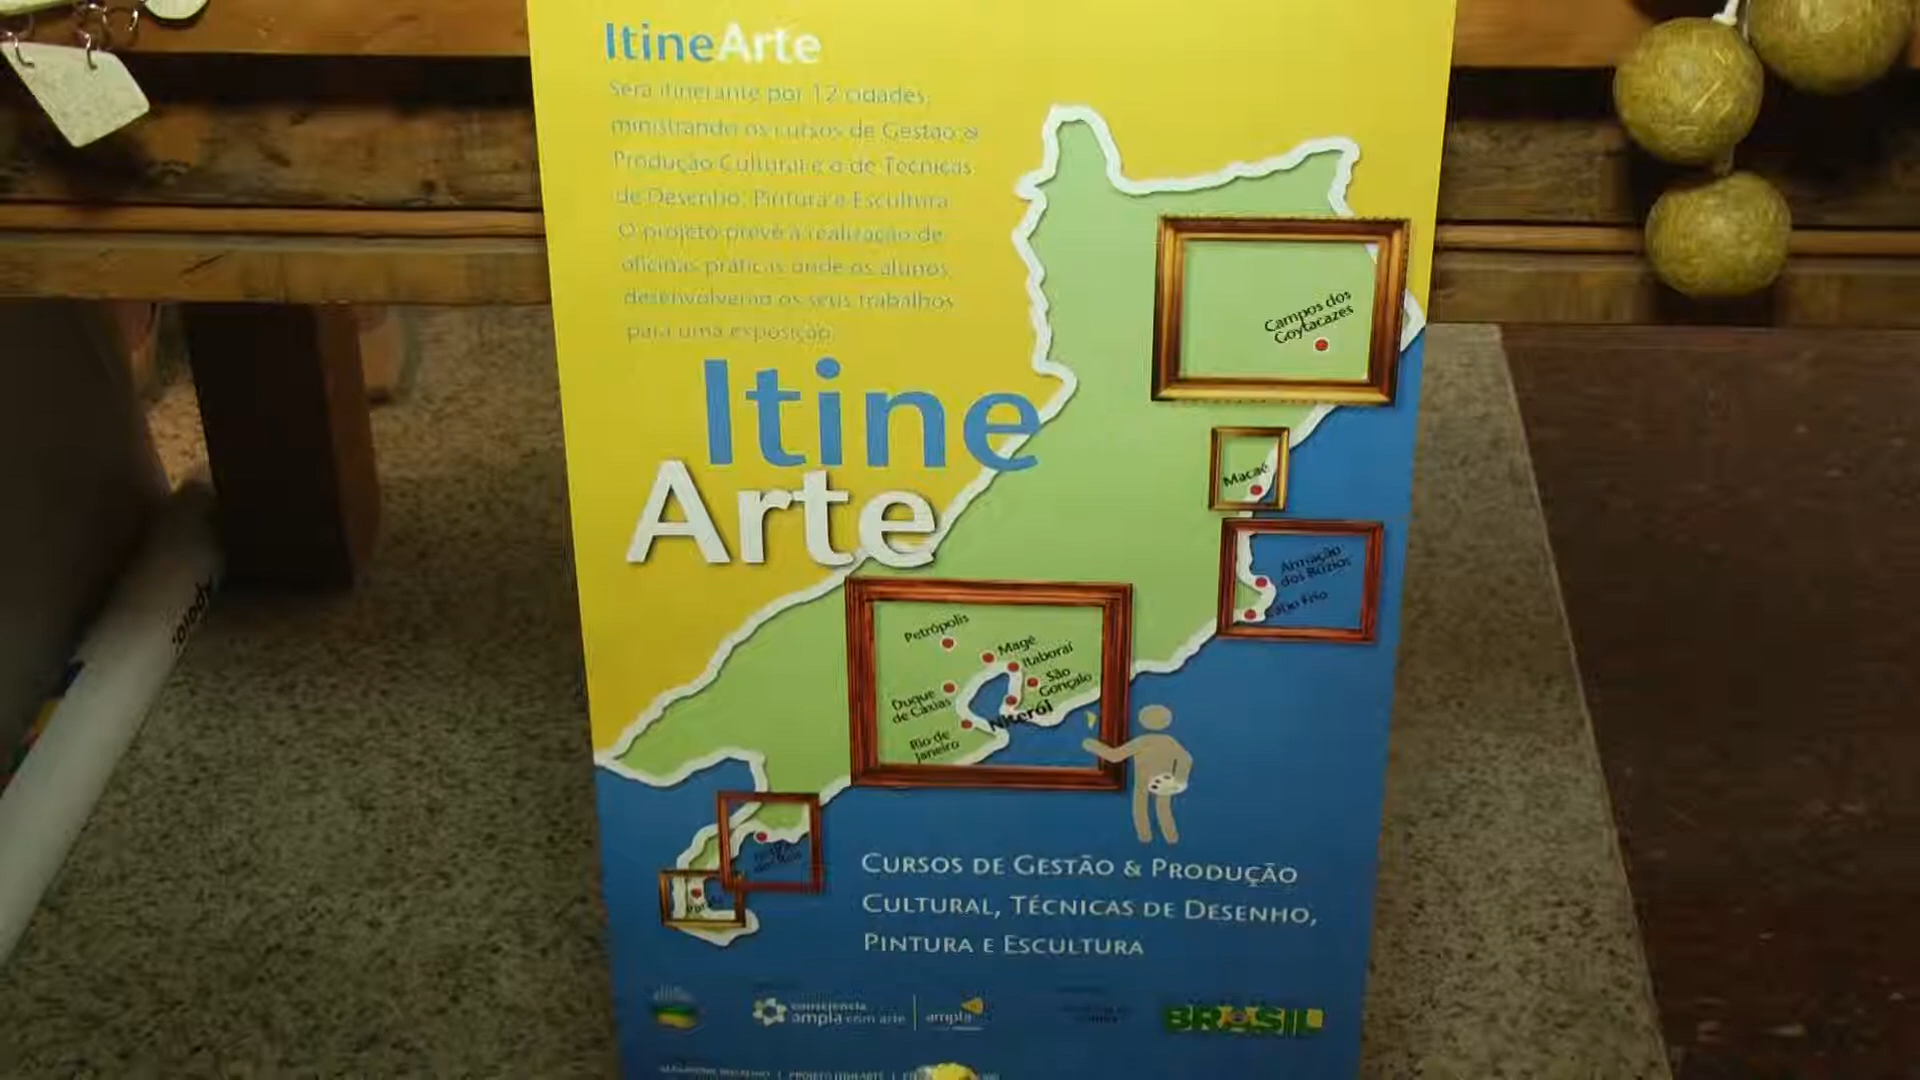 ItineArte
Será itinerante por 12 cidades,
ministrando os cursos de Gestão &
Produção Cultural e o de Técnicas
de Desenho, Pintura e Escultura.
O projeto prevê a realização de
oficinas práticas onde os alunos
desenvolverão os seus trabalhos
para uma exposição.
Itine
Arte
Campos dos
Goytacazes
Macaé
Armação
dos Búzios
Cabo Frio
Petrópolis
Magé
Itaboraí
São
Gonçalo
Duque
de Caxias
Niterói
Rio de
Janeiro
CURSOS DE GESTÃO & PRODUÇÃO
CULTURAL, TÉCNICAS DE DESENHO,
PINTURA E ESCULTURA
consciência
ampla com arte
ampla
BRASIL